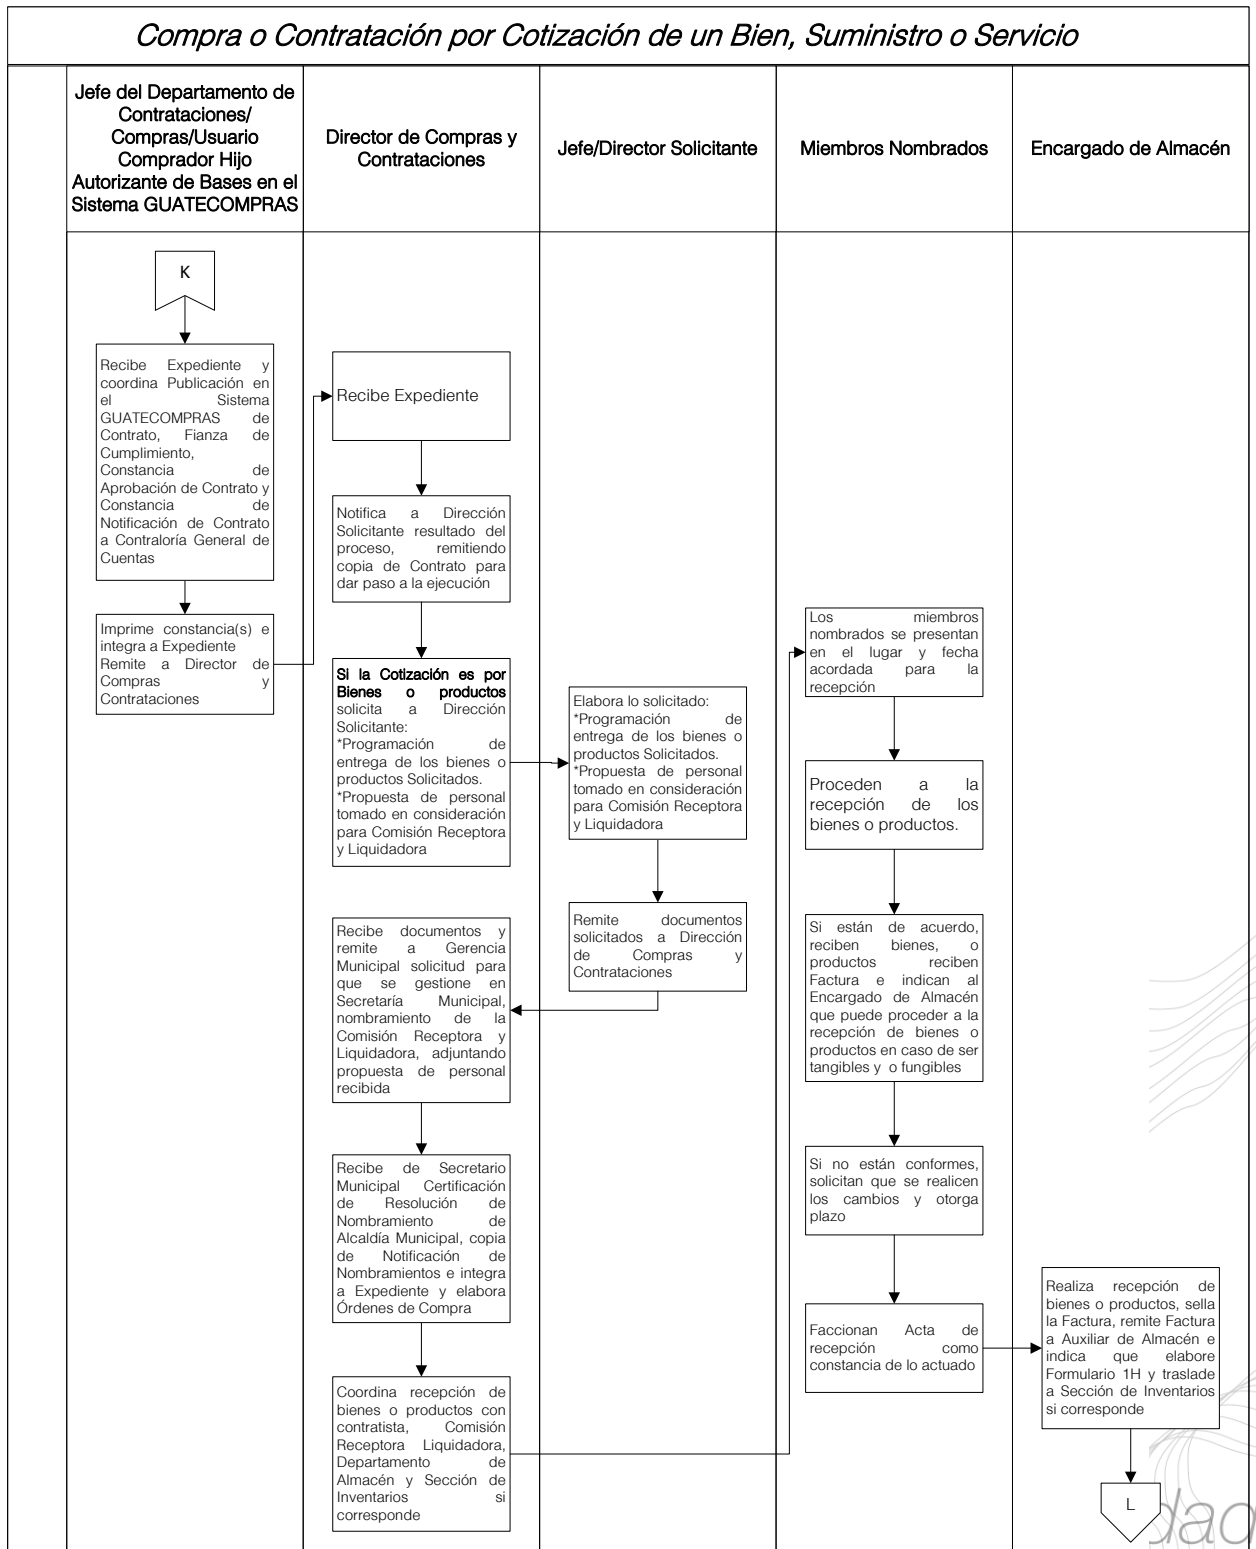 Compra o Contratación por Cotización de un Bien, Suministro o Servicio
Jefe del Departamento de
Contrataciones/
Compras/Usuario
Comprador Hijo
Autorizante de Bases en el
Sistema GUATECOMPRAS
Director de Compras y
Contrataciones
Jefe/Director Solicitante
Miembros Nombrados
Encargado de Almacén
K
Recibe Expediente y
coordina Publicación en
el Sistema
GUATECOMPRAS de
Contrato, Fianza de
Cumplimiento,
Constancia de
Aprobación de Contrato y
Constancia de
Notificación de Contrato
a Contraloría General de
Cuentas
Imprime constancia(s) e
integra a Expediente
Remite a Director de
Compras y
Contrataciones
Recibe Expediente
Notifica a Dirección
Solicitante resultado del
proceso, remitiendo
copia de Contrato para
dar paso a la ejecución
Si la Cotización es por
Bienes o productos
solicita a Dirección
Solicitante:
*Programación de
entrega de los bienes o
productos Solicitados.
*Propuesta de personal
tomado en consideración
para Comisión Receptora
y Liquidadora
Elabora lo solicitado:
*Programación de
entrega de los bienes o
productos Solicitados.
*Propuesta de personal
tomado en consideración
para Comisión Receptora
y Liquidadora
Remite documentos
solicitados a Dirección
de Compras y
Contrataciones
Recibe documentos y
remite a Gerencia
Municipal solicitud para
que se gestione en
Secretaría Municipal,
nombramiento de la
Comisión Receptora y
Liquidadora, adjuntando
propuesta de personal
recibida
Recibe de Secretario
Municipal Certificación
de Resolución de
Nombramiento de
Alcaldía Municipal, copia
de Notificación de
Nombramientos e integra
a Expediente y elabora
Órdenes de Compra
Coordina recepción de
bienes o productos con
contratista, Comisión
Receptora Liquidadora,
Departamento de
Almacén y Sección de
Inventarios si
corresponde
Los miembros
nombrados se presentan
en el lugar y fecha
acordada para la
recepción
Proceden a la
recepción de los
bienes o productos.
Si están de acuerdo,
reciben bienes, o
productos reciben
Factura e indican al
Encargado de Almacén
que puede proceder a la
recepción de bienes o
productos en caso de ser
tangibles y o fungibles
Si no están conformes,
solicitan que se realicen
los cambios y otorga
plazo
Faccionan Acta de
recepción como
constancia de lo actuado
Realiza recepción de
bienes o productos, sella
la Factura, remite Factura
a Auxiliar de Almacén e
indica que elabore
Formulario 1H y traslade
a Sección de Inventarios
si corresponde
L